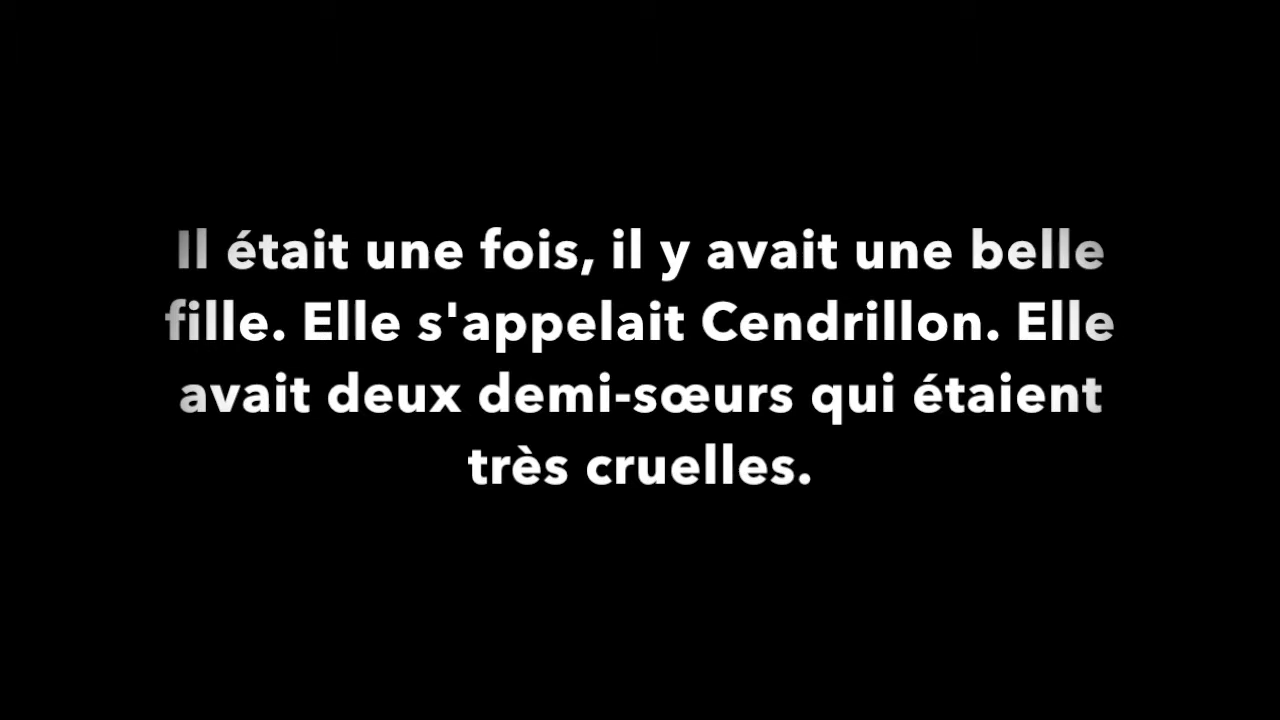 Il était une fois, il y avait une belle
fille. Elle s'appelait Cendrillon. Elle
avait deux demi-sœurs qui étaient
très cruelles.